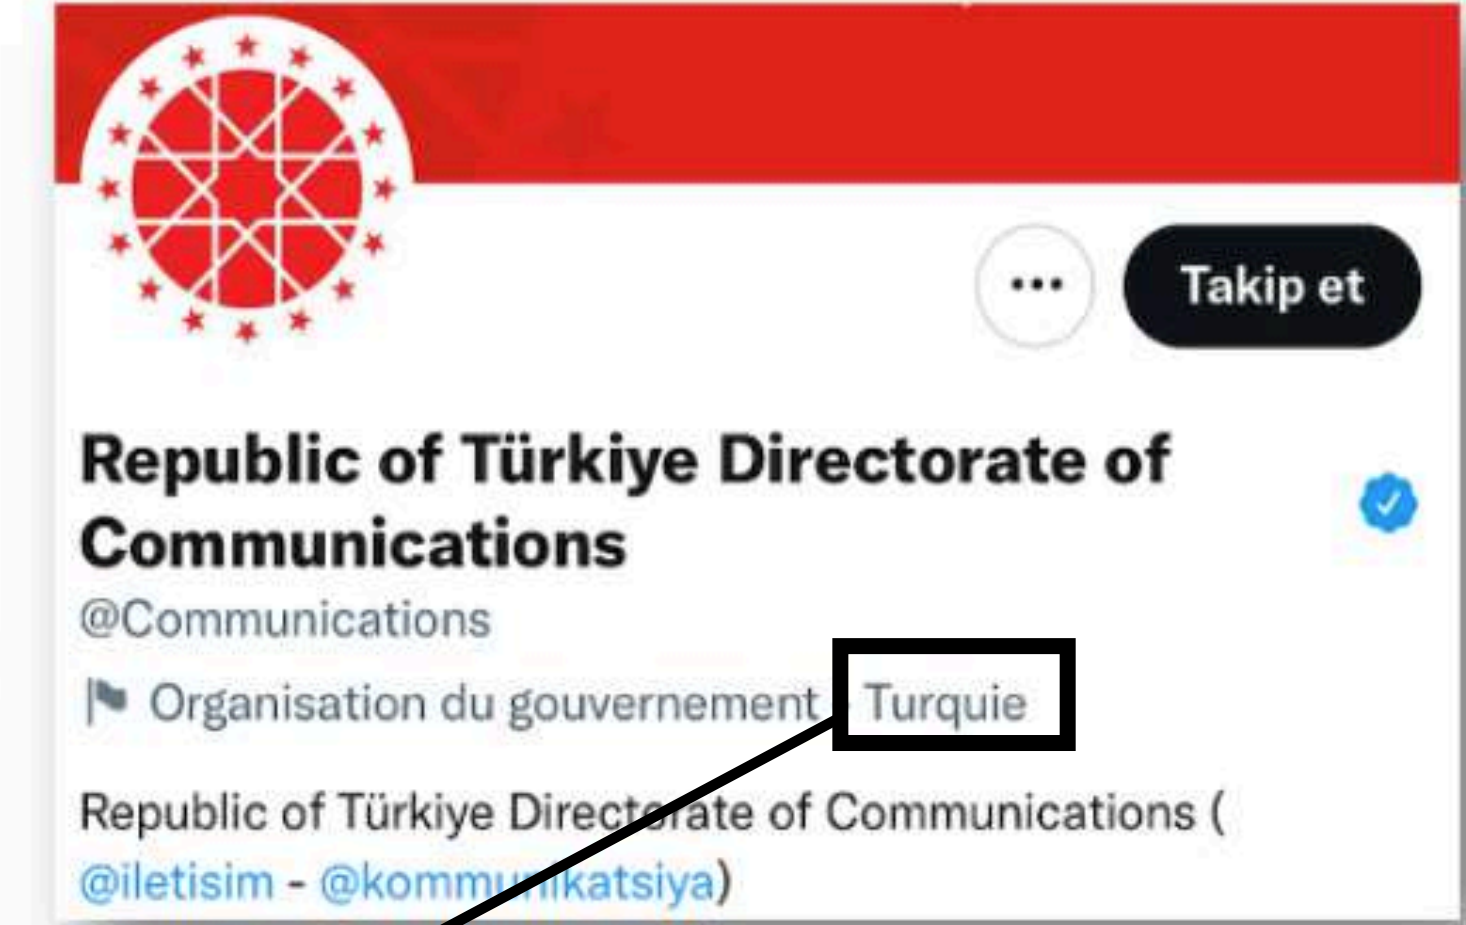 Takip et
Republic of Türkiye Directorate of
Communications
@Communications
Organisation du gouvernement - Turquie
Republic of Türkiye Directorate of Communications (
@iletisim - @kommunikatsiya)